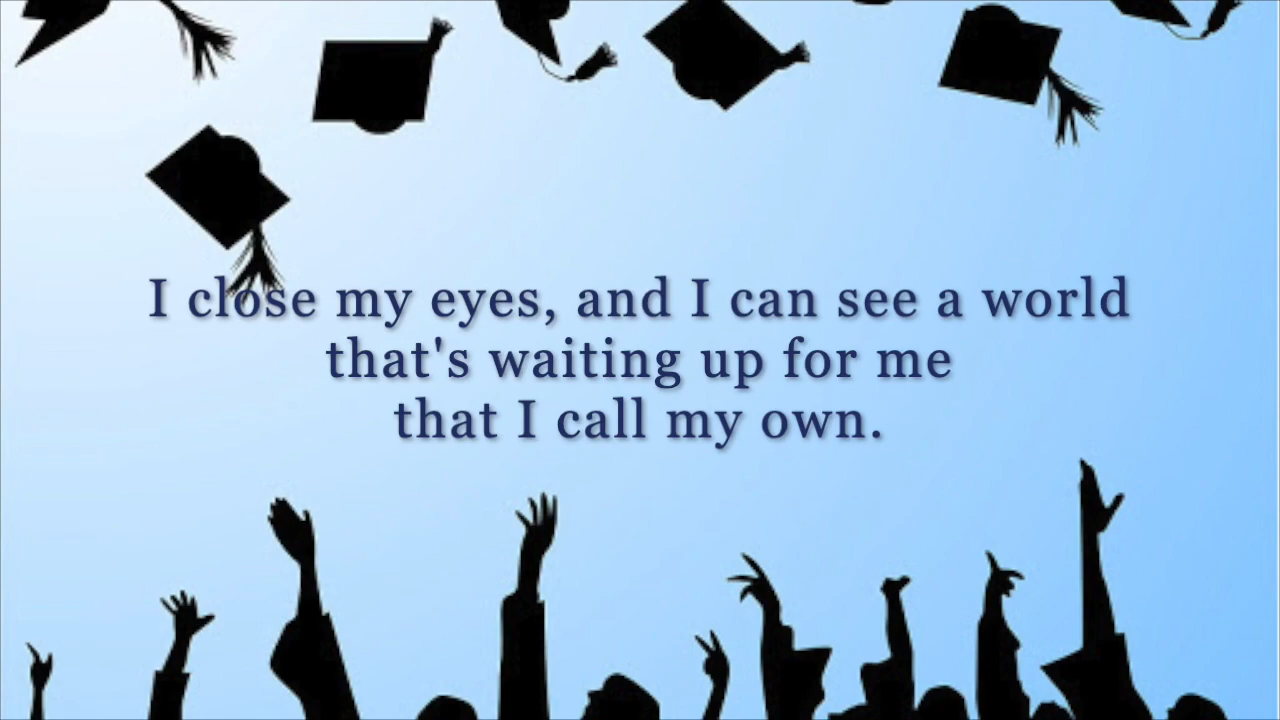 I close my eyes, and I can see a world
that's waiting up for me
that I call my own.